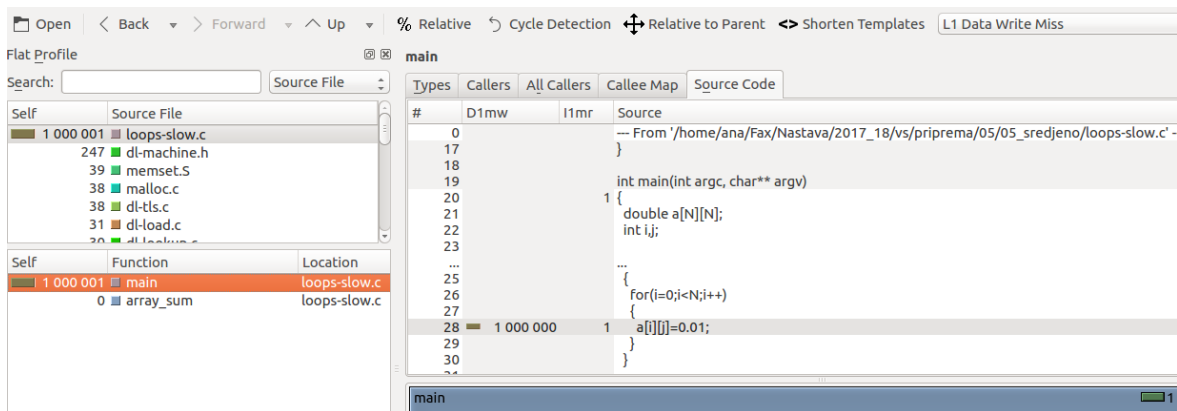 Open Back Forward Up % Relative Cycle Detection Relative to Parent <> Shorten Templates L1 Data Write Miss
Flat Profile
Search: Source File
Self Source File
1 000 001 loops-slow.c
247 dl-machine.h
39 memset.S
38 malloc.c
38 dl-tls.c
31 dl-load.c
30 dl-lookup.c
Self Function Location
1 000 001 main loops-slow.c
0 array_sum loops-slow.c
main
Types Callers All Callers Callee Map Source Code
# D1mw I1mr Source
0 --- From '/home/ana/Fax/Nastava/2017_18/vs/priprema/05/05_sredjeno/loops-slow.c' -
17 }
18
19 int main(int argc, char** argv)
20 1 {
21 double a[N][N];
22 int i,j;
23
... ...
25 {
26 for(i=0;i<N;i++)
27 {
28 1 000 000 1 a[i][j]=0.01;
29 }
30 }
31
main 1